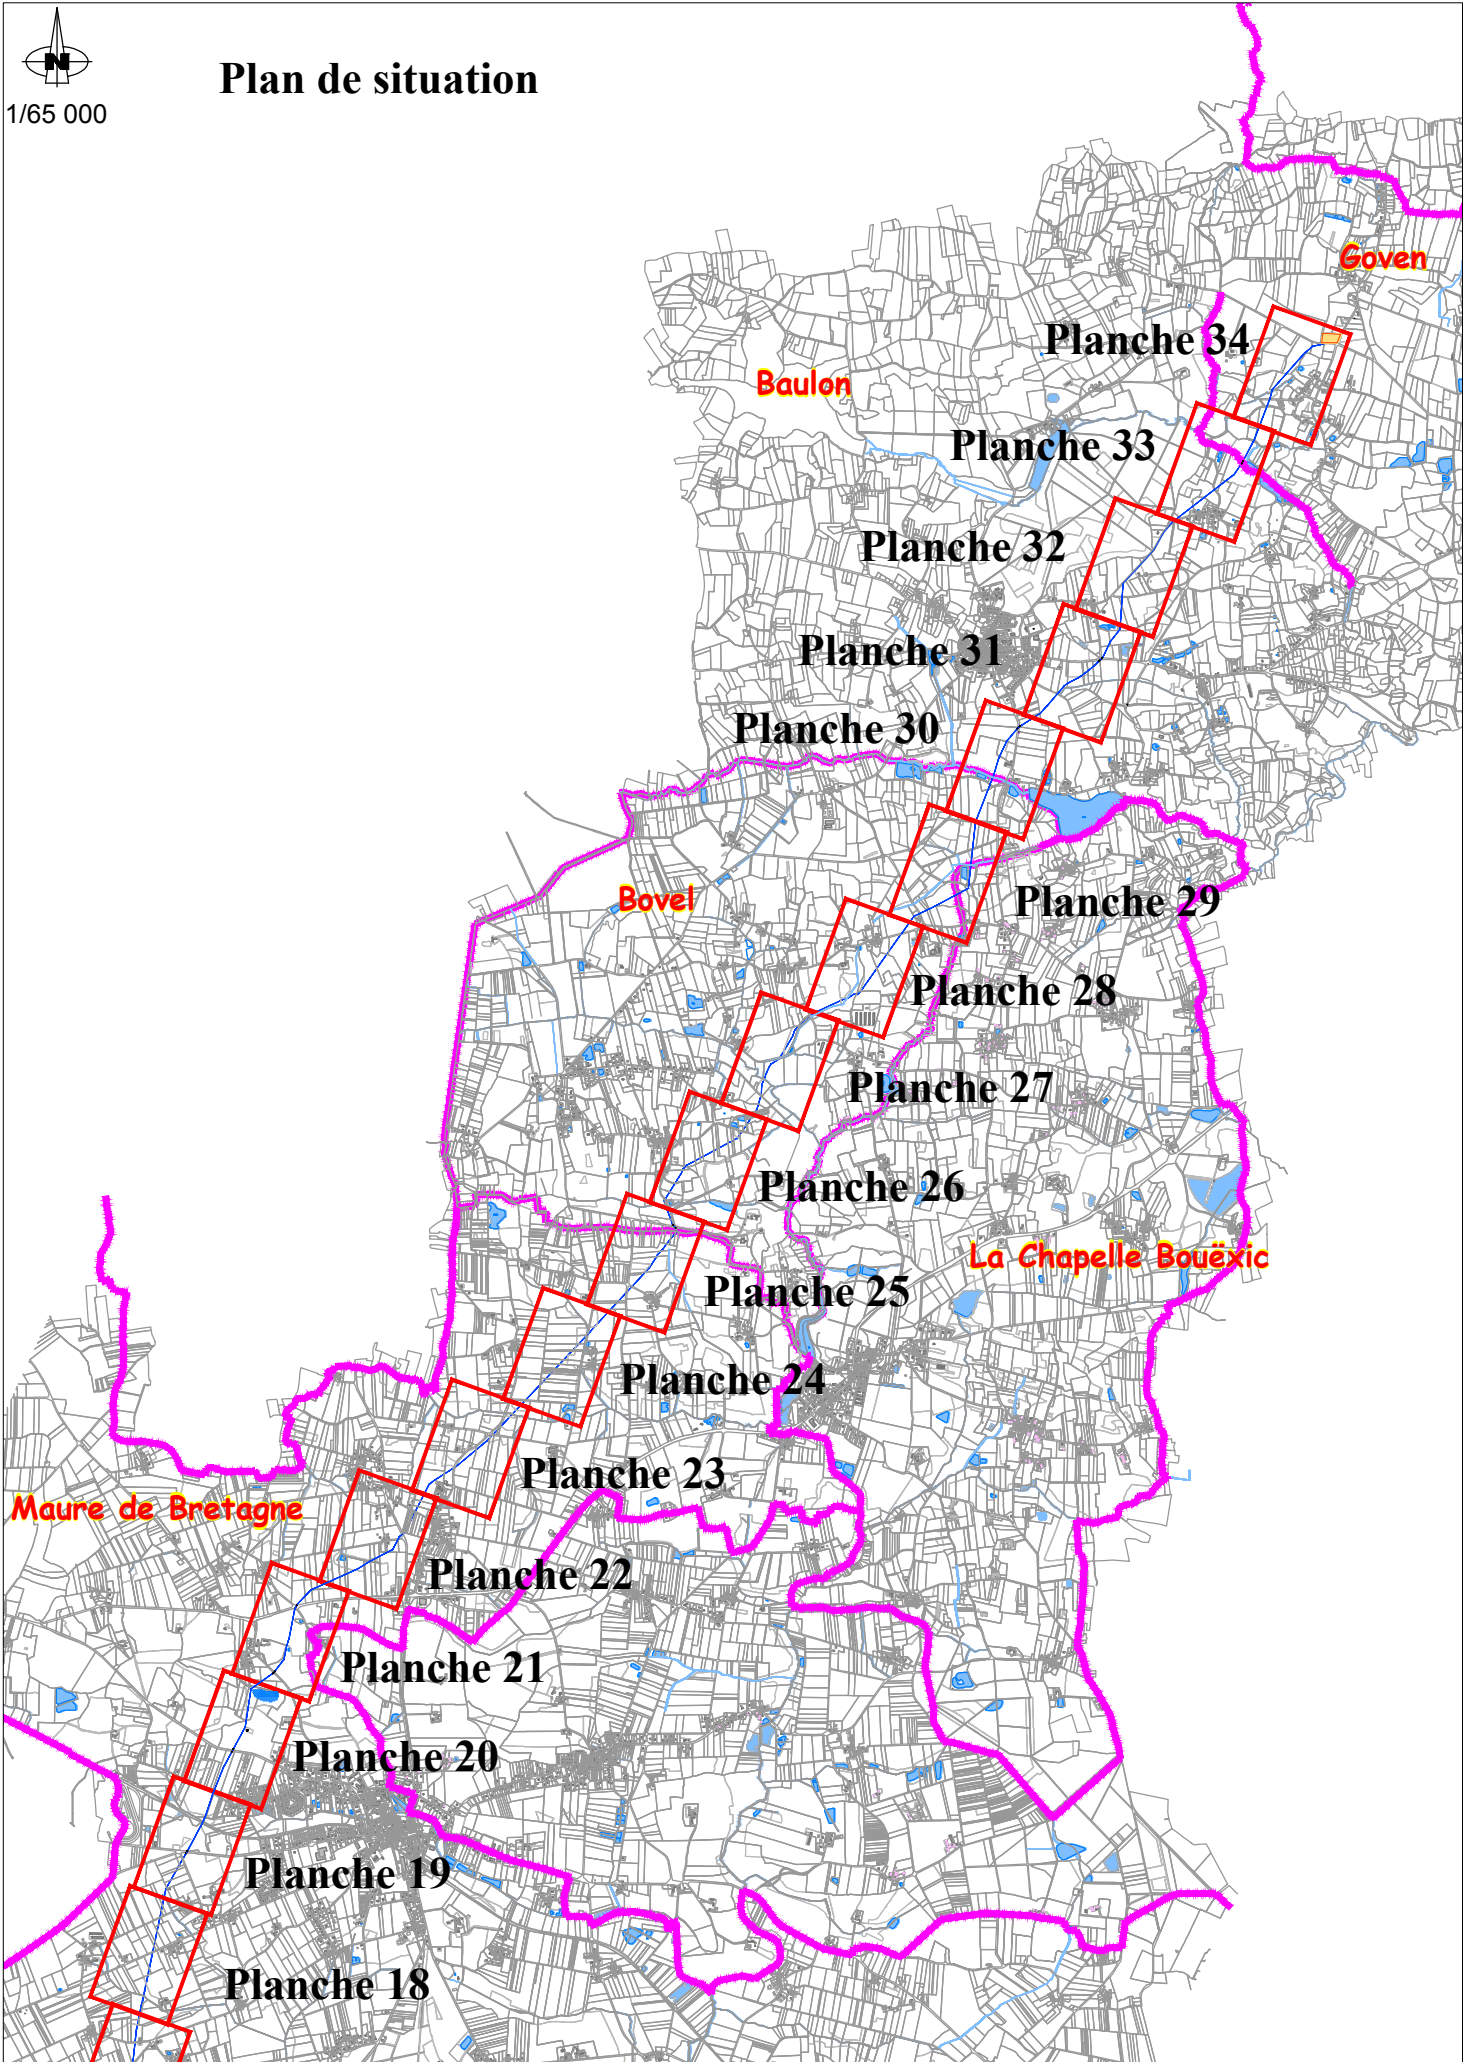 N
1/65 000
Plan de situation
Goven
Planche 34
Baulon
Planche 33
Planche 32
Planche 31
Planche 30
Bovel
Planche 29
Planche 28
Planche 27
Planche 26
La Chapelle Bouëxic
Planche 25
Planche 24
Planche 23
Maure de Bretagne
Planche 22
Planche 21
Planche 20
Planche 19
Planche 18